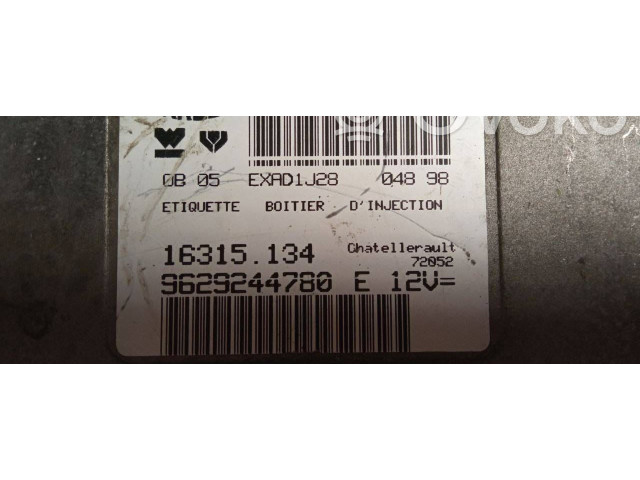 0B 05 EXAD1J28 048 98
ETIQUETTE BOITIER D'INJECTION
16315.134 Chatellerault
72052
9629244780 E 12V=